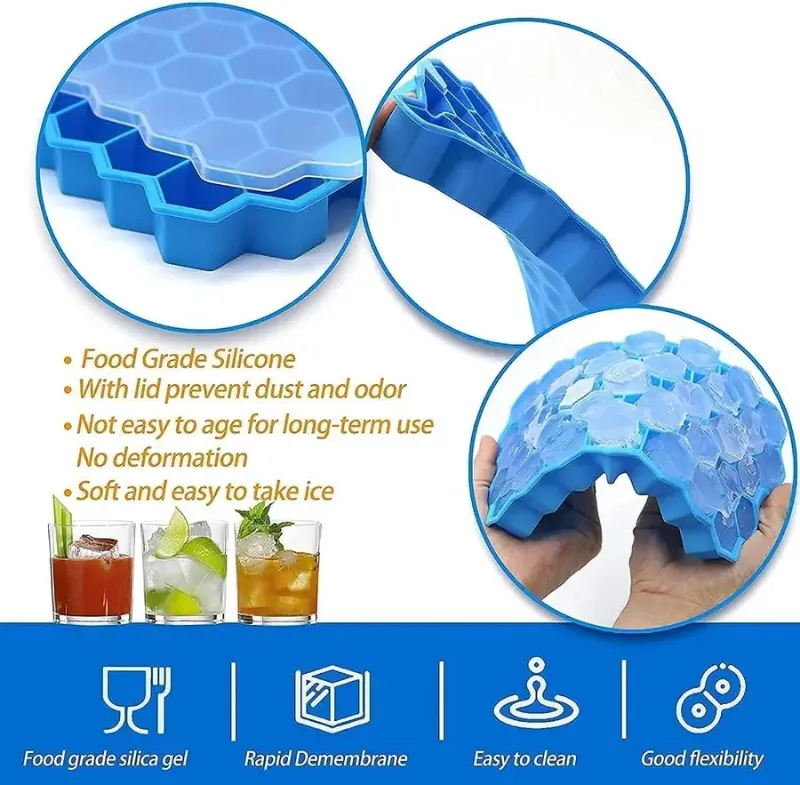 • Food Grade Silicone
• With lid prevent dust and odor
• Not easy to age for long-term use
No deformation
• Soft and easy to take ice
Food grade silica gel
Rapid Demembrane
Easy to clean
Good flexibility